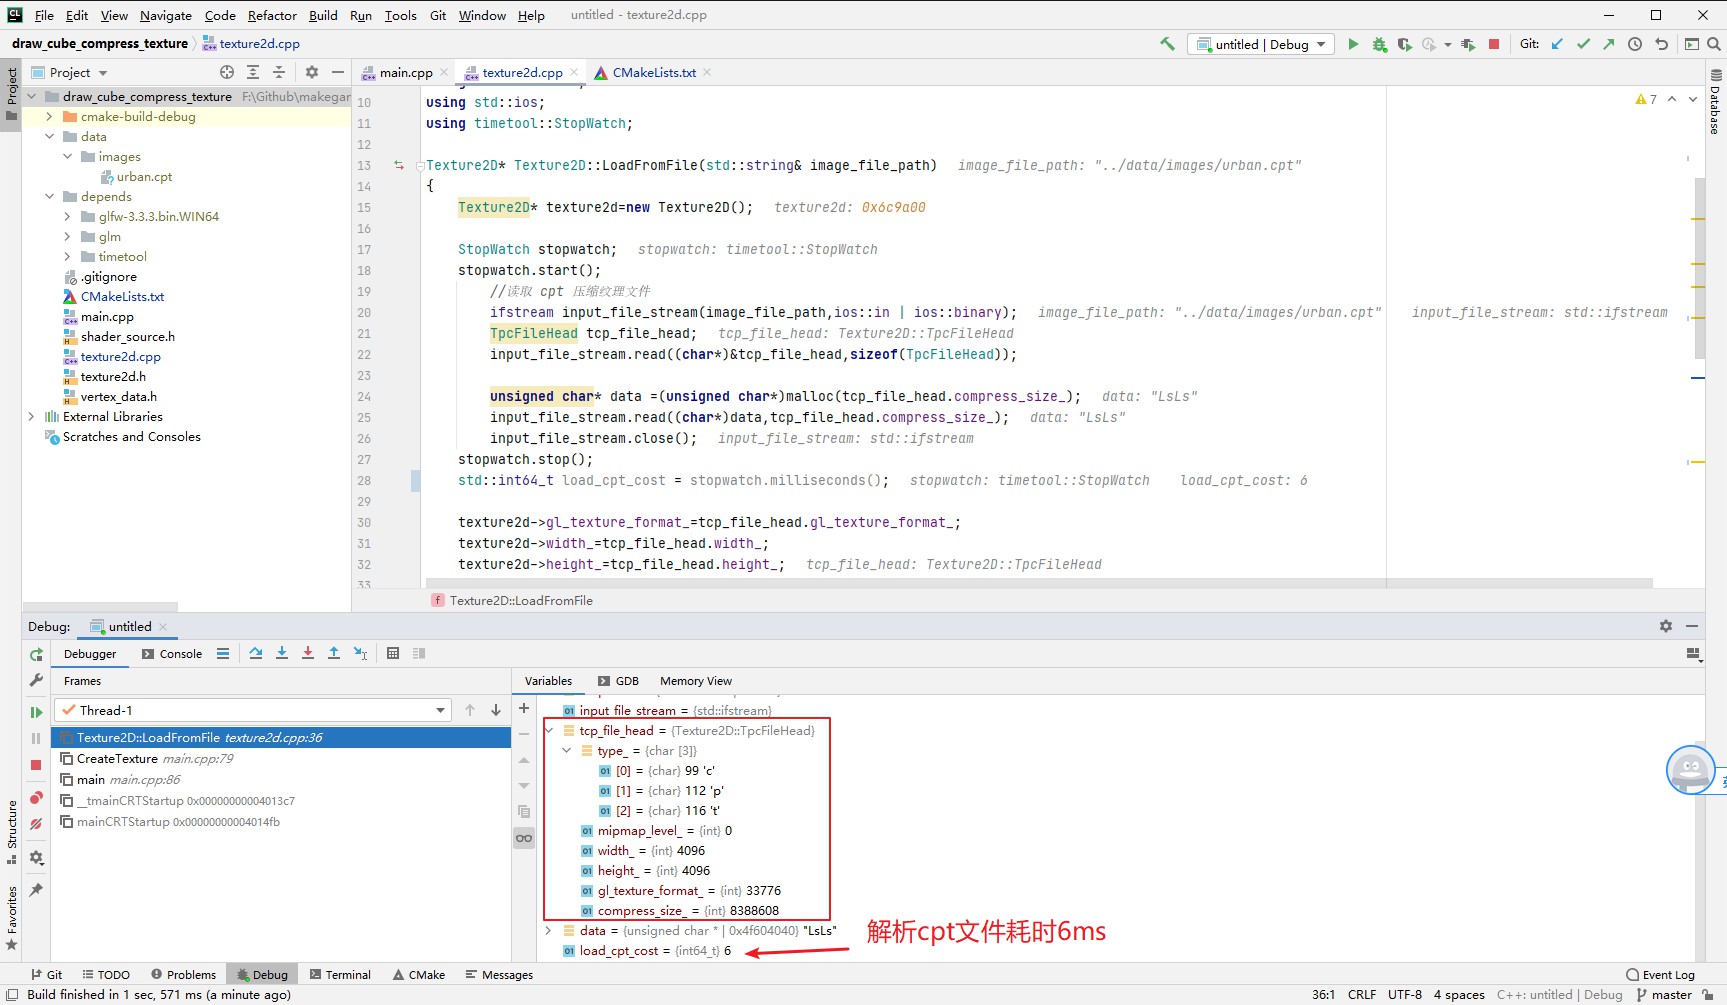 CL File Edit View Navigate Code Refactor Build Run Tools Git Window Help untitled - texture2d.cpp
draw_cube_compress_texture texture2d.cpp untitled | Debug Git:
Project Project main.cpp texture2d.cpp CMakeLists.txt
draw_cube_compress_texture F:\Github\makegar
cmake-build-debug
data
images
urban.cpt
depends
glfw-3.3.3.bin.WIN64
glm
timetool
.gitignore
CMakeLists.txt
main.cpp
shader_source.h
texture2d.cpp
texture2d.h
vertex_data.h
External Libraries
Scratches and Consoles
7
Database
10 using std::ios;
11 using timetool::StopWatch;
12
13 Texture2D* Texture2D::LoadFromFile(std::string& image_file_path) image_file_path: "../data/images/urban.cpt"
14 {
15 Texture2D* texture2d=new Texture2D(); texture2d: 0x6c9a00
16
17 StopWatch stopwatch; stopwatch: timetool::StopWatch
18 stopwatch.start();
19 //读取 cpt 压缩纹理文件
20 ifstream input_file_stream(image_file_path,ios::in | ios::binary); image_file_path: "../data/images/urban.cpt" input_file_stream: std::ifstream
21 TpcFileHead tcp_file_head; tcp_file_head: Texture2D::TpcFileHead
22 input_file_stream.read((char*)&tcp_file_head,sizeof(TpcFileHead));
23
24 unsigned char* data =(unsigned char*)malloc(tcp_file_head.compress_size_); data: "LsLs"
25 input_file_stream.read((char*)data,tcp_file_head.compress_size_); data: "LsLs"
26 input_file_stream.close(); input_file_stream: std::ifstream
27 stopwatch.stop();
28 std::int64_t load_cpt_cost = stopwatch.milliseconds(); stopwatch: timetool::StopWatch load_cpt_cost: 6
29
30 texture2d->gl_texture_format_=tcp_file_head.gl_texture_format_;
31 texture2d->width_=tcp_file_head.width_;
32 texture2d->height_=tcp_file_head.height_; tcp_file_head: Texture2D::TpcFileHead
33
f Texture2D::LoadFromFile
Debug: untitled
Debugger Console
Frames
Thread-1
Texture2D::LoadFromFile texture2d.cpp:36
CreateTexture main.cpp:79
main main.cpp:86
__tmainCRTStartup 0x00000000004013c7
mainCRTStartup 0x00000000004014fb
Structure
Favorites
Variables GDB Memory View
input_file_stream = {std::ifstream}
tcp_file_head = {Texture2D::TpcFileHead}
type_ = {char [3]}
[0] = {char} 99 'c'
[1] = {char} 112 'p'
[2] = {char} 116 't'
mipmap_level_ = {int} 0
width_ = {int} 4096
height_ = {int} 4096
gl_texture_format_ = {int} 33776
compress_size_ = {int} 8388608
data = {unsigned char * | 0x4f604040} "LsLs"
load_cpt_cost = {int64_t} 6
解析cpt文件耗时6ms
Git TODO Problems Debug Terminal CMake Messages Event Log
Build finished in 1 sec, 571 ms (a minute ago) 36:1 CRLF UTF-8 4 spaces C++: untitled | Debug master